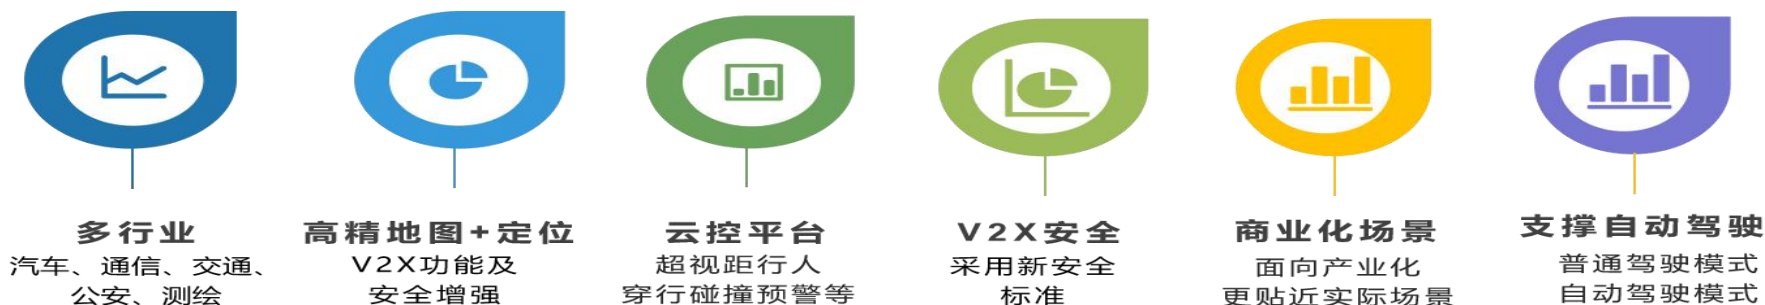 多行业
汽车、通信、交通、
公安、测绘
高精地图+定位
V2X功能及
安全增强
云控平台
超视距行人
穿行碰撞预警等
V2X安全
采用新安全
标准
商业化场景
面向产业化
更贴近实际场景
支撑自动驾驶
普通驾驶模式
自动驾驶模式